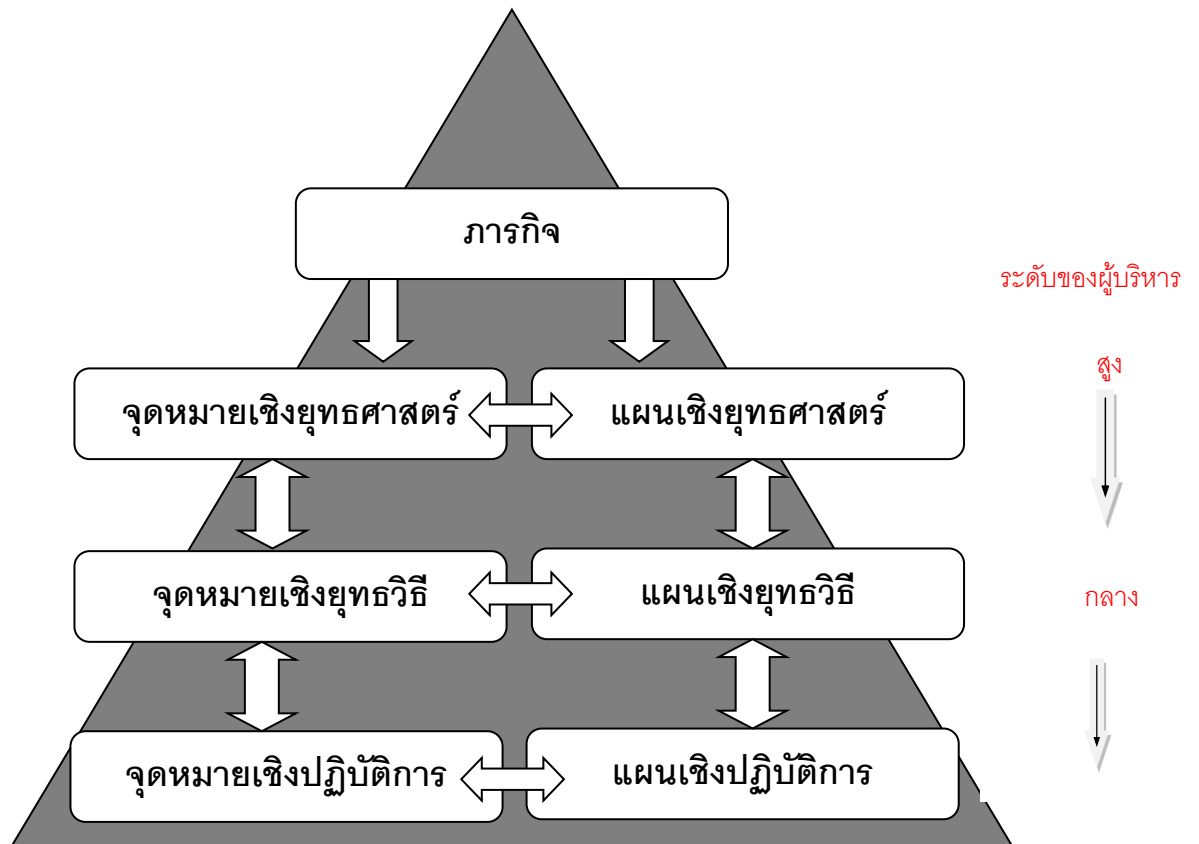 ภารกิจ
ระดับของผู้บริหาร
สูง
จุดหมายเชิงยุทธศาสตร์
แผนเชิงยุทธศาสตร์
จุดหมายเชิงยุทธวิธี
แผนเชิงยุทธวิธี
กลาง
จุดหมายเชิงปฏิบัติการ
แผนเชิงปฏิบัติการ